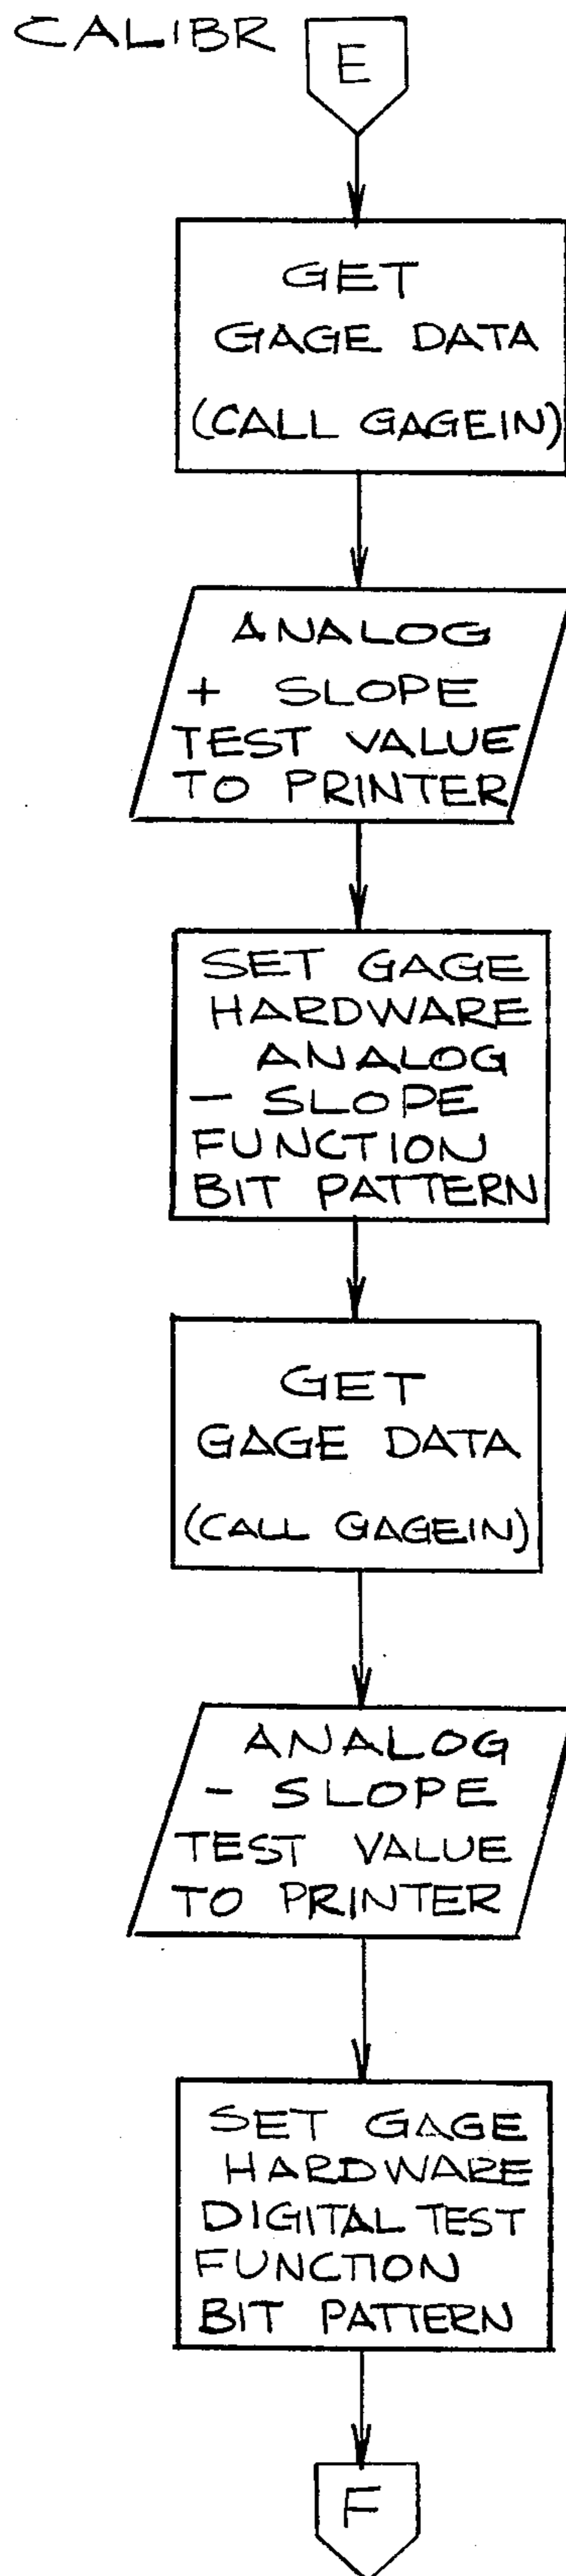 CALIBR
E
GET
GAGE DATA
(CALL GAGEIN)
ANALOG
+ SLOPE
TEST VALUE
TO PRINTER
SET GAGE
HARDWARE
ANALOG
- SLOPE
FUNCTION
BIT PATTERN
GET
GAGE DATA
(CALL GAGEIN)
ANALOG
- SLOPE
TEST VALUE
TO PRINTER
SET GAGE
HARDWARE
DIGITAL TEST
FUNCTION
BIT PATTERN
F